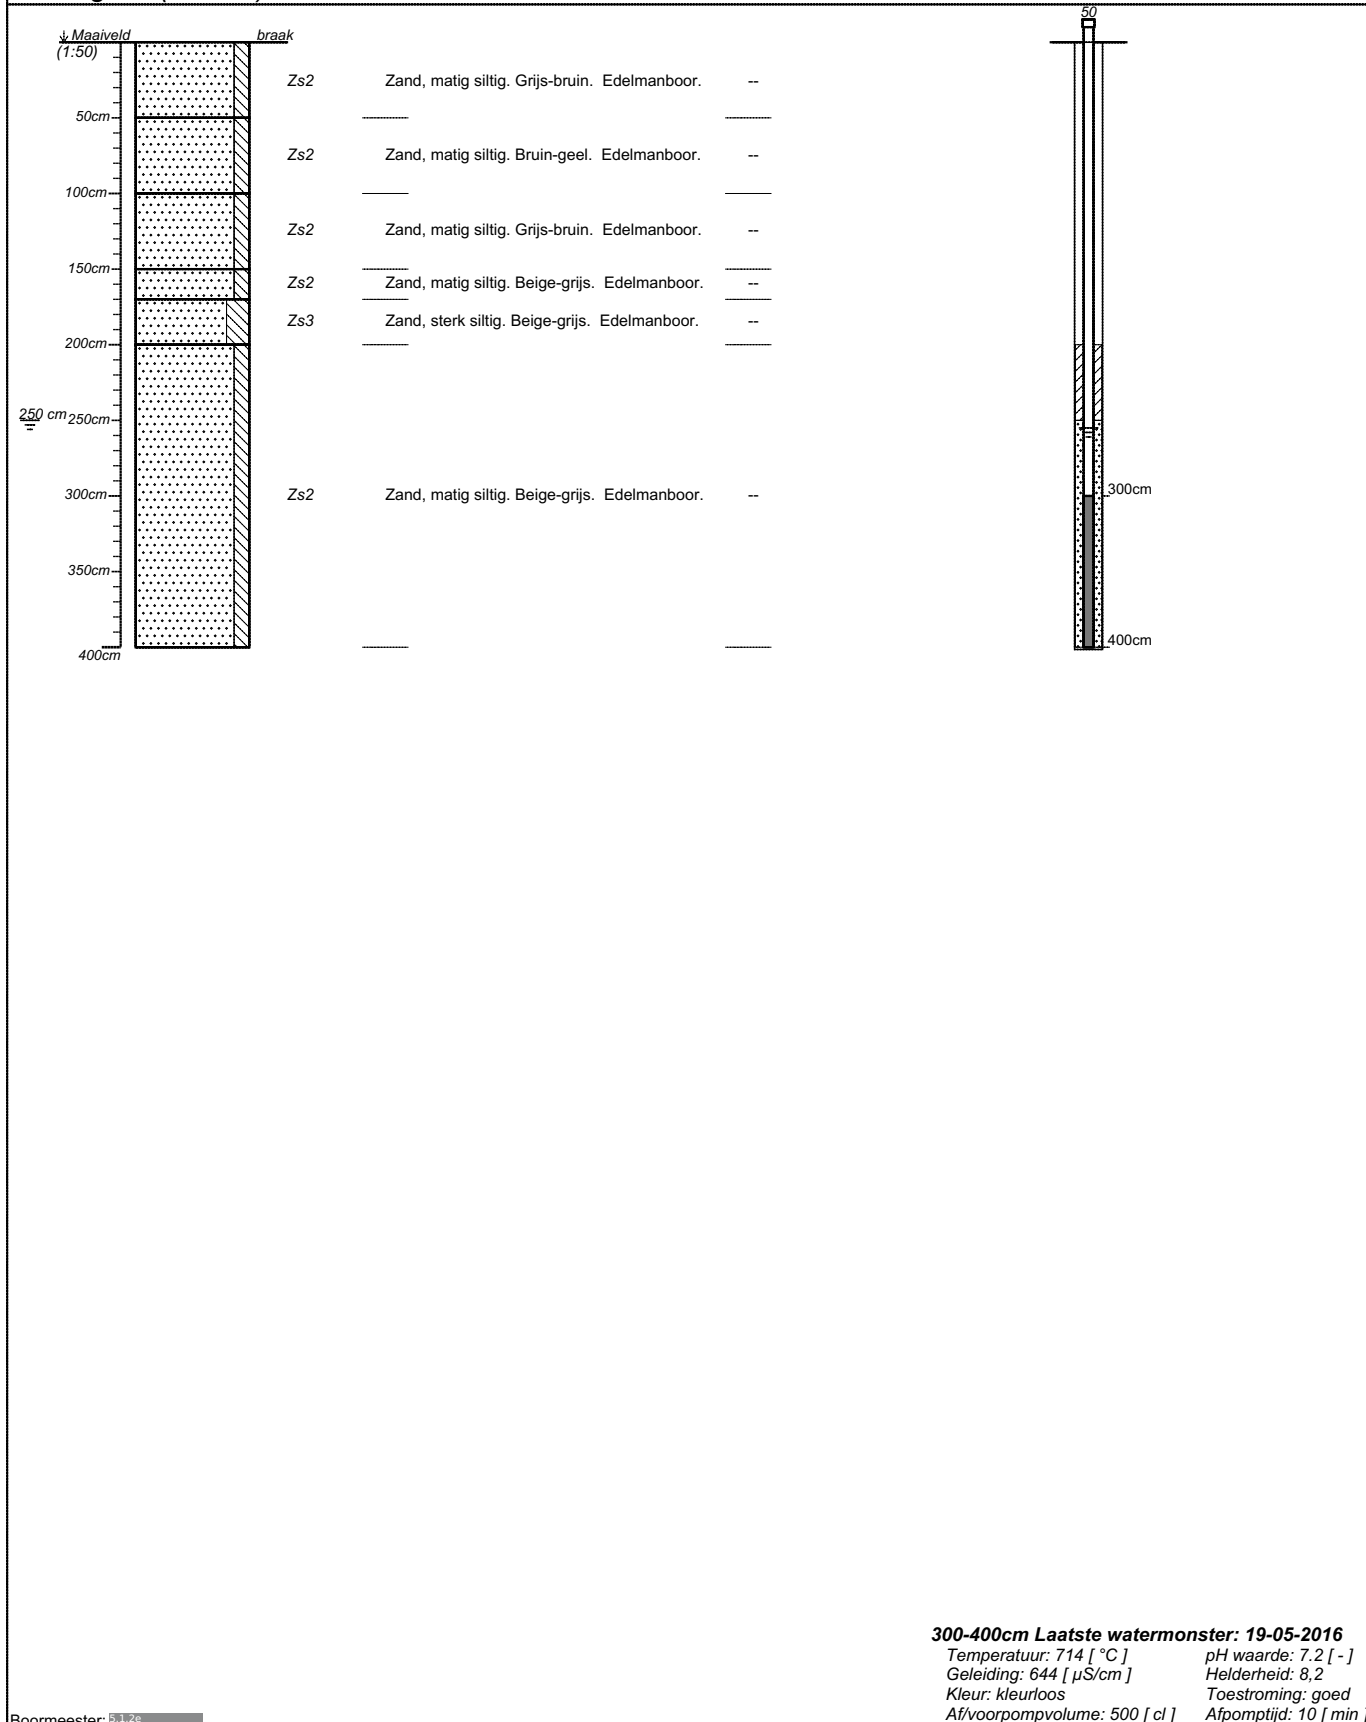 50
Maaiveld braak
(1:50)
Zs2 Zand, matig siltig. Grijs-bruin. Edelmanboor. --
50cm
Zs2 Zand, matig siltig. Bruin-geel. Edelmanboor. --
100cm
Zs2 Zand, matig siltig. Grijs-bruin. Edelmanboor. --
150cm
Zs2 Zand, matig siltig. Beige-grijs. Edelmanboor. --
Zs3 Zand, sterk siltig. Beige-grijs. Edelmanboor. --
200cm
250 cm 250cm
300cm Zs2 Zand, matig siltig. Beige-grijs. Edelmanboor. -- 300cm
350cm
400cm 400cm
300-400cm Laatste watermonster: 19-05-2016
Temperatuur: 714 [ °C ] pH waarde: 7.2 [ - ]
Geleiding: 644 [ µS/cm ] Helderheid: 8,2
Kleur: kleurloos Toestroming: goed
Af/voorpompvolume: 500 [ cl ] Afpomptijd: 10 [ min ]
Boormeester: 5.1.2e